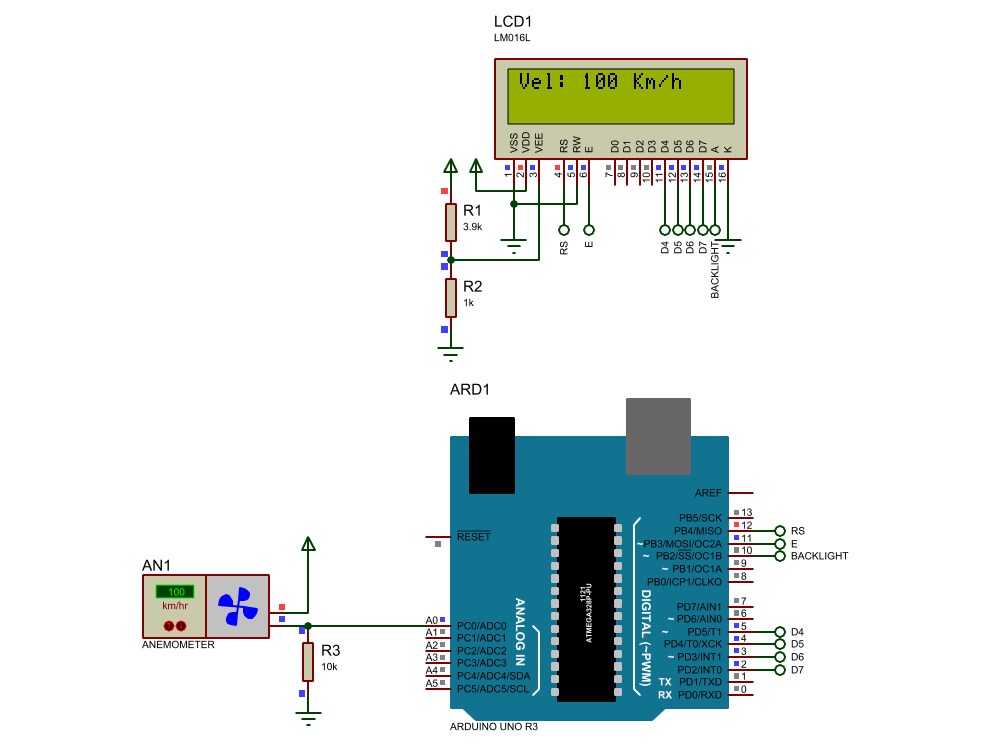 LCD1
LM016L
Vel: 100 Km/h
VSS
VDD
VEE
RS
RW
E
D0
D1
D2
D3
D4
D5
D6
D7
A
K
1
2
3
4
5
6
7
8
9
10
11
12
13
14
15
16
RS
E
D4
D5
D6
D7
BACKLIGHT
R1
3.9k
R2
1k
ARD1
AREF
RESET
PB5/SCK 13
PB4/MISO 12 RS
~PB3/MOSI/OC2A 11 E
~ PB2/SS/OC1B 10 BACKLIGHT
~ PB1/OC1A 9
PB0/ICP1/CLKO 8
PD7/AIN1 7
~ PD6/AIN0 6
~ PD5/T1 5 D4
PD4/T0/XCK 4 D5
~ PD3/INT1 3 D6
PD2/INT0 2 D7
TX PD1/TXD 1
RX PD0/RXD 0
DIGITAL (~PWM)
1121
ATMEGA328P-PU
ANALOG IN
A0 PC0/ADC0
A1 PC1/ADC1
A2 PC2/ADC2
A3 PC3/ADC3
A4 PC4/ADC4/SDA
A5 PC5/ADC5/SCL
ARDUINO UNO R3
AN1
100
km/hr
ANEMOMETER
R3
10k